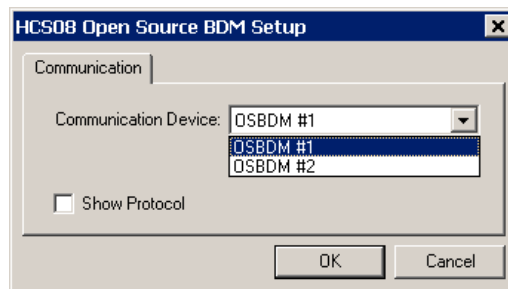 HCS08 Open Source BDM Setup
Communication
Communication Device: OSBDM #1
OSBDM #1
OSBDM #2
Show Protocol
OK Cancel